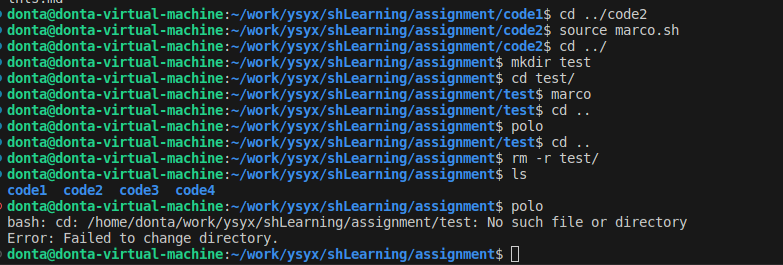 donta@donta-virtual-machine:~/work/ysyx/shLearning/assignment/code1$ cd ../code2
donta@donta-virtual-machine:~/work/ysyx/shLearning/assignment/code2$ source marco.sh
donta@donta-virtual-machine:~/work/ysyx/shLearning/assignment/code2$ cd ../
donta@donta-virtual-machine:~/work/ysyx/shLearning/assignment$ mkdir test
donta@donta-virtual-machine:~/work/ysyx/shLearning/assignment$ cd test/
donta@donta-virtual-machine:~/work/ysyx/shLearning/assignment/test$ marco
donta@donta-virtual-machine:~/work/ysyx/shLearning/assignment/test$ cd ..
donta@donta-virtual-machine:~/work/ysyx/shLearning/assignment$ polo
donta@donta-virtual-machine:~/work/ysyx/shLearning/assignment/test$ cd ..
donta@donta-virtual-machine:~/work/ysyx/shLearning/assignment$ rm -r test/
donta@donta-virtual-machine:~/work/ysyx/shLearning/assignment$ ls
code1 code2 code3 code4
donta@donta-virtual-machine:~/work/ysyx/shLearning/assignment$ polo
bash: cd: /home/donta/work/ysyx/shLearning/assignment/test: No such file or directory
Error: Failed to change directory.
donta@donta-virtual-machine:~/work/ysyx/shLearning/assignment$